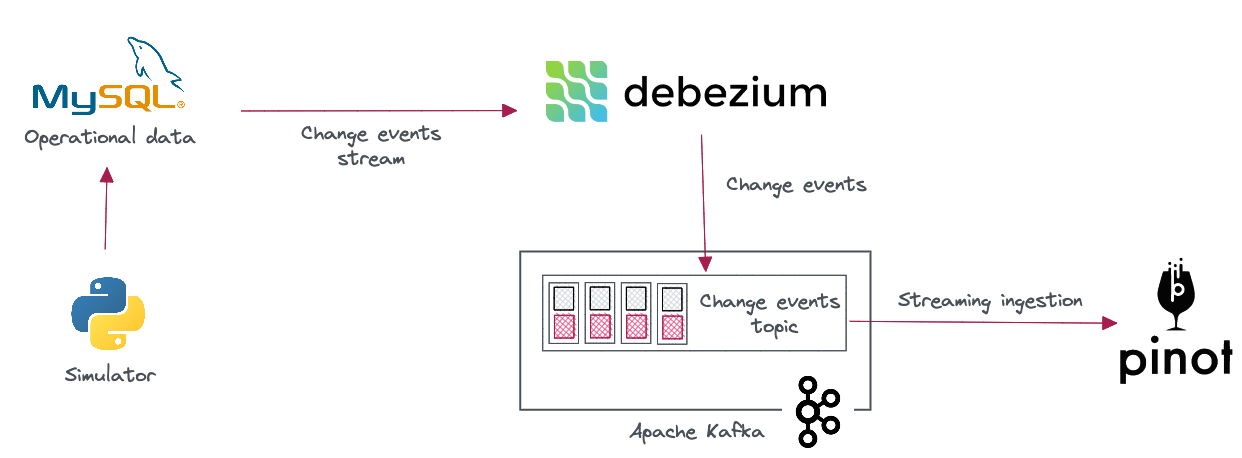 MySQL®
Operational data
Change events
stream
debezium
Change events
Change events
topic
Streaming ingestion
p
pinot
Simulator
Apache Kafka